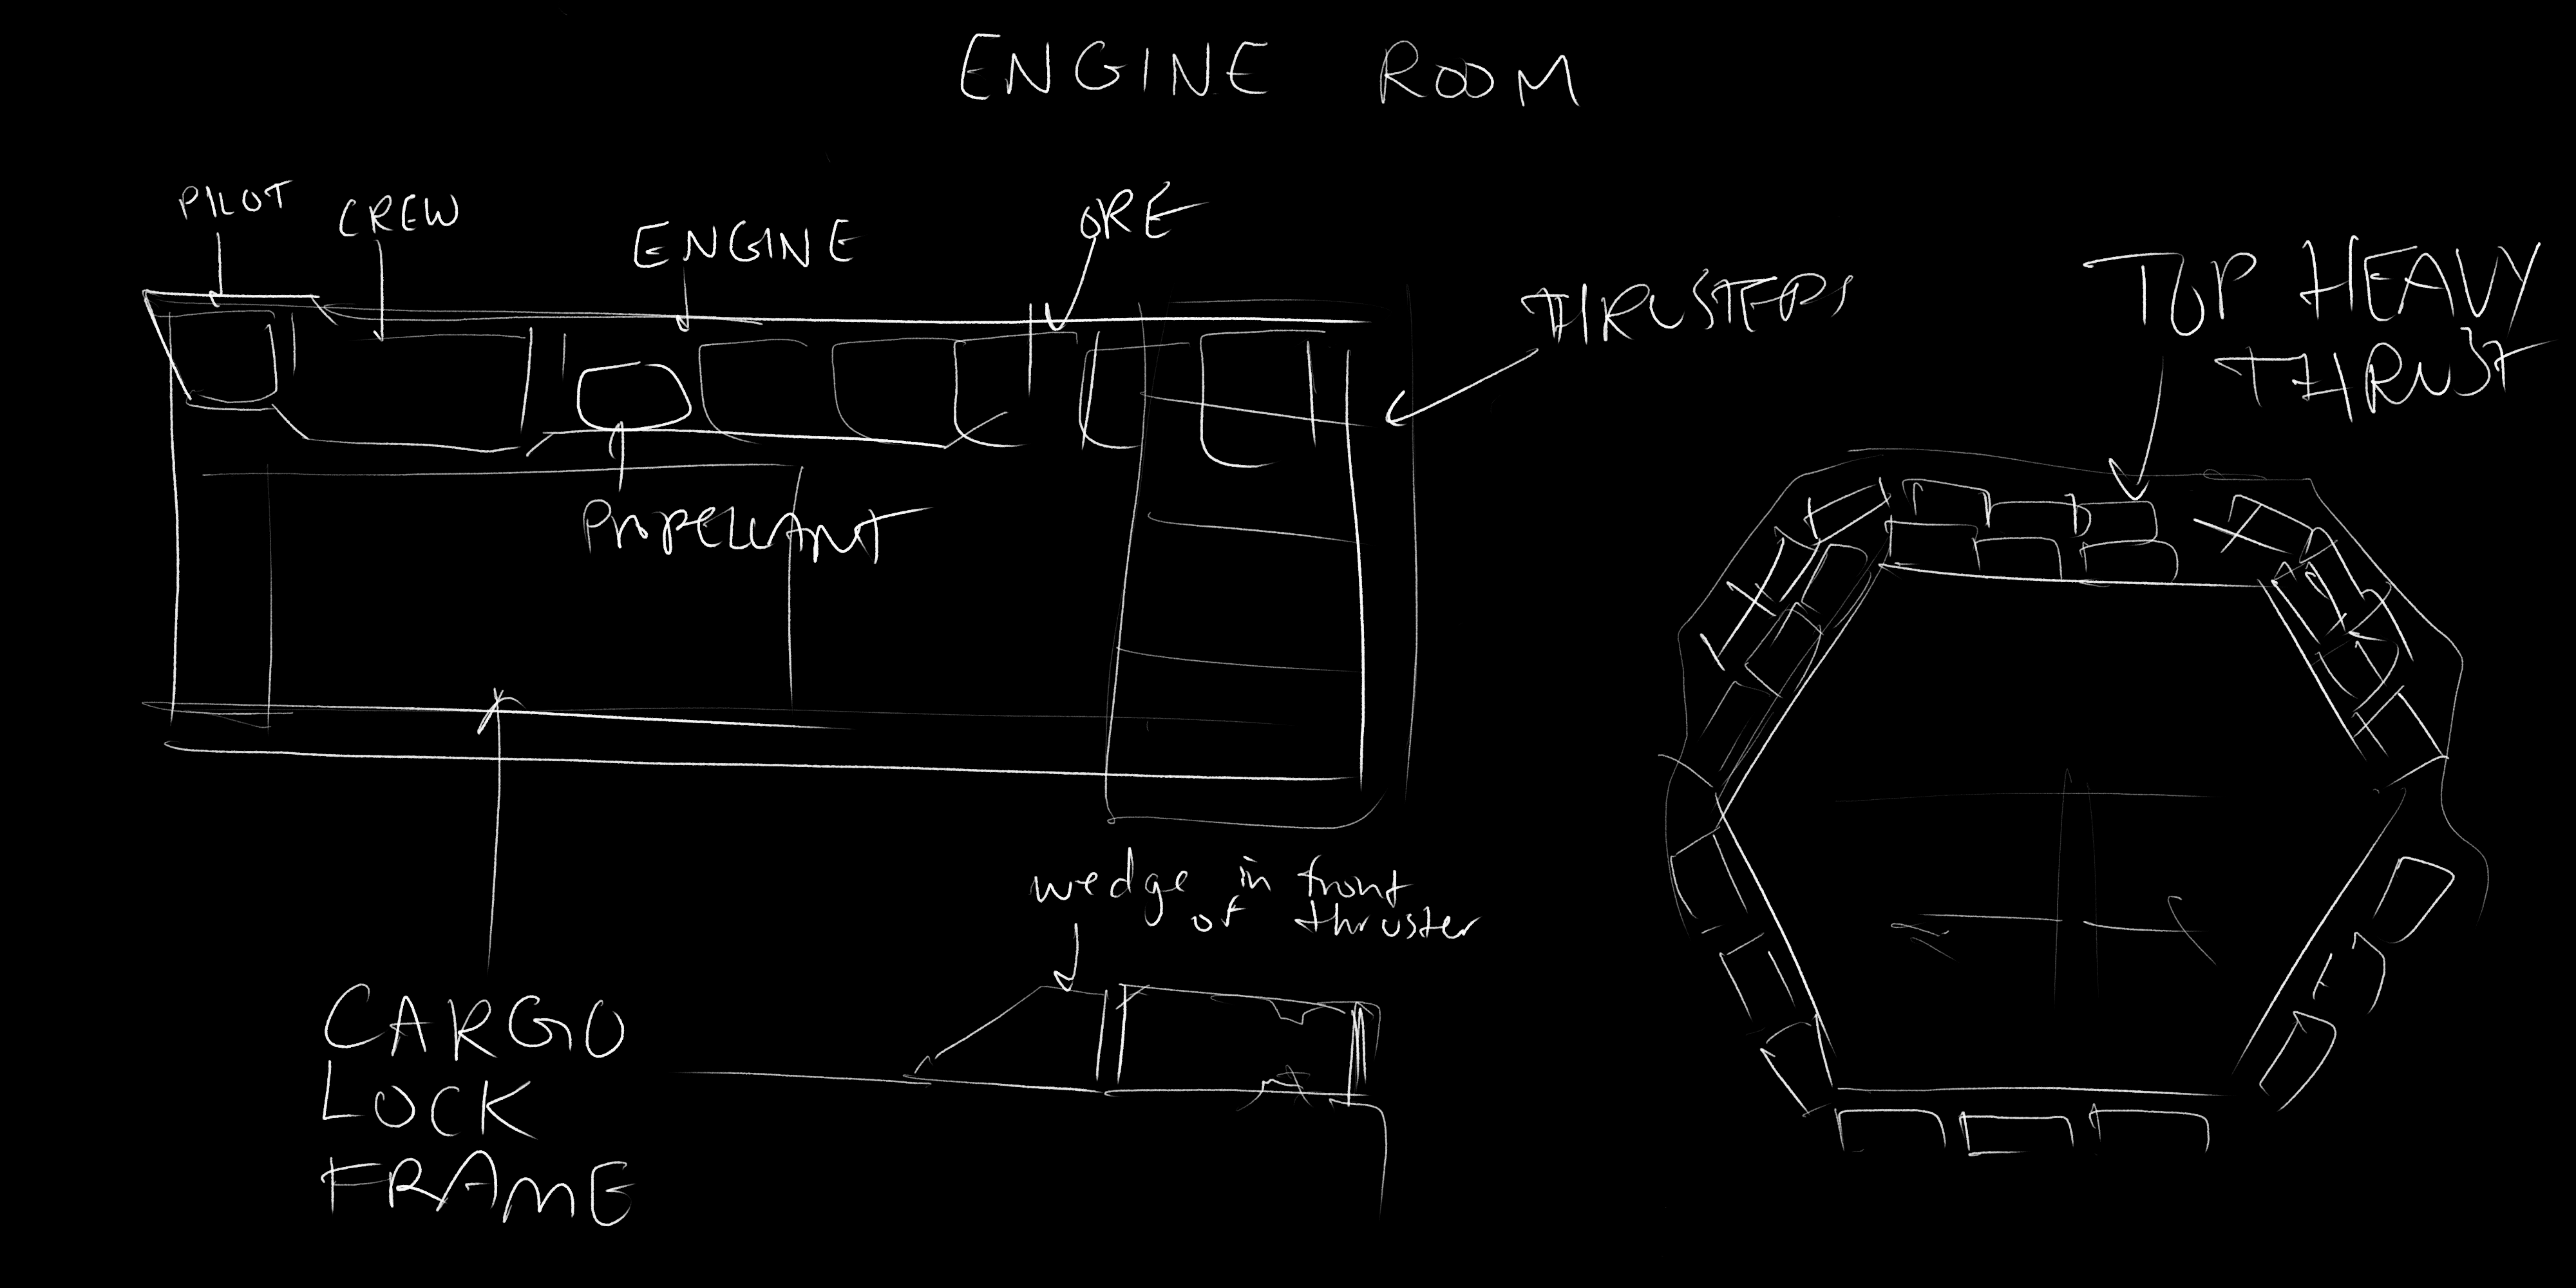 ENGINE ROOM
PILOT
CREW
ENGINE
ORE
THRUSTERS
TOP HEAVY
THRUST
PROPELLANT
wedge in front
of thruster
CARGO
LOCK
FRAME